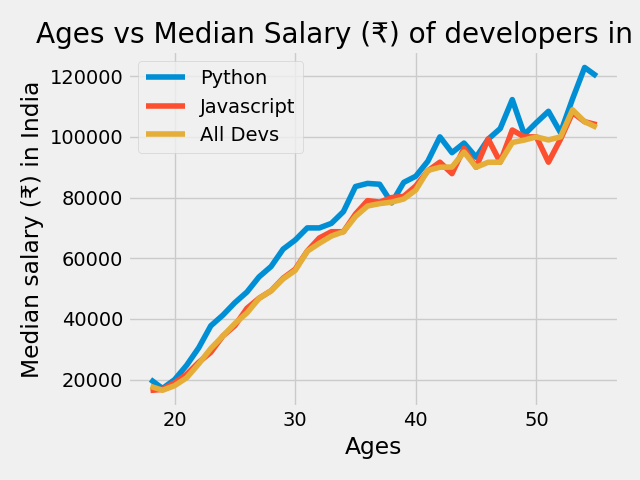 Ages vs Median Salary (₹) of developers in
Python
Javascript
All Devs
Median salary (₹) in India
120000
100000
80000
60000
40000
20000
20 30 40 50
Ages